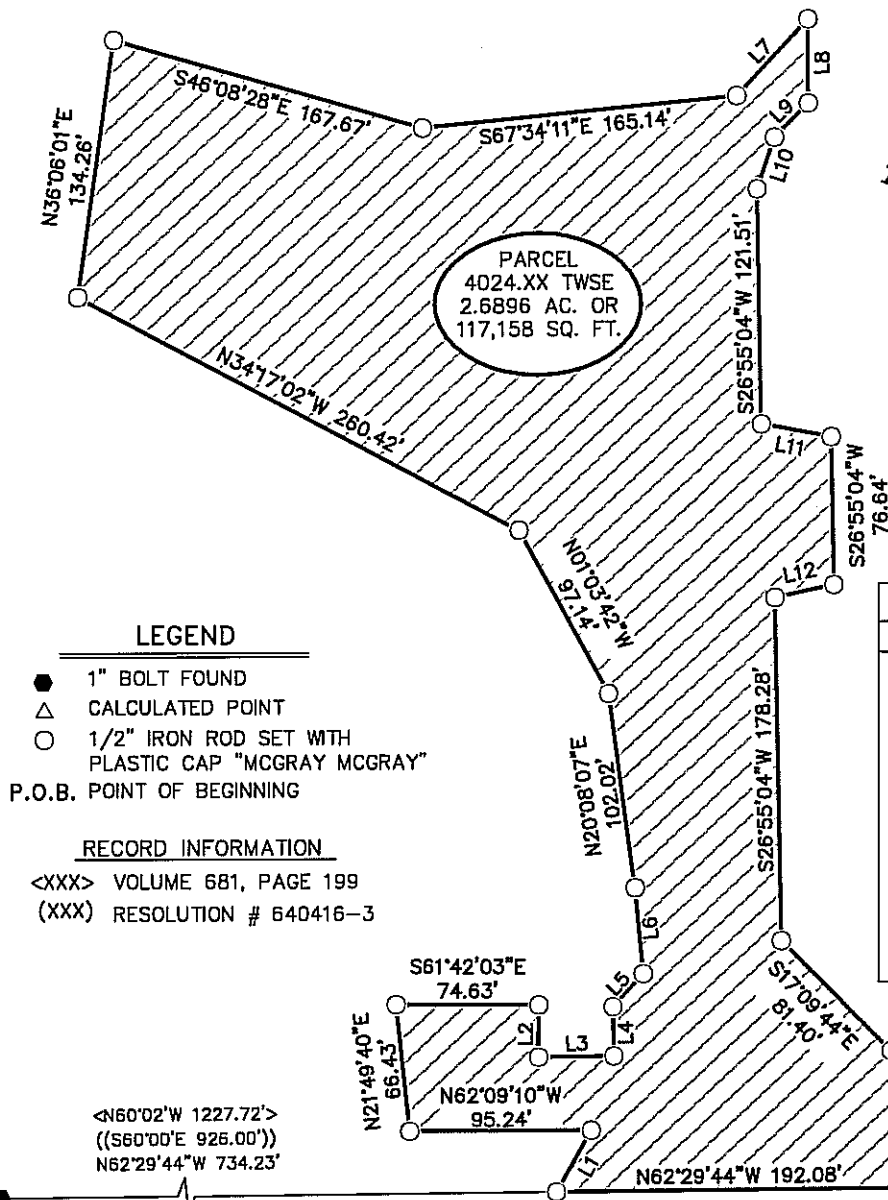 L7
L8
S46°08'28"E 167.67'
S67°34'11"E 165.14'
L9
L10
N36°06'01"E
134.26'
PARCEL
4024.XX TWSE
2.6896 AC. OR
117,158 SQ. FT.
S26°55'04"W 121.51'
N34°17'02"W 260.42'
L11
S26°55'04"W
76.64'
N01°03'42"W
97.14'
L12
LEGEND
1" BOLT FOUND
CALCULATED POINT
1/2" IRON ROD SET WITH
PLASTIC CAP "MCGRAY MCGRAY"
P.O.B. POINT OF BEGINNING
S26°55'04"W 178.28'
N20°08'07"E
102.02'
RECORD INFORMATION
<XXX> VOLUME 681, PAGE 199
(XXX) RESOLUTION # 640416-3
L6
S61°42'03"E
74.63'
L5
S17°09'44"E
81.40'
L2
L3
L4
N21°49'40"E
66.43'
N62°09'10"W
95.24'
<N60°02'W 1227.72'>
((S60°00'E 926.00'))
N62°29'44"W 734.23'
L1
N62°29'44"W 192.08'